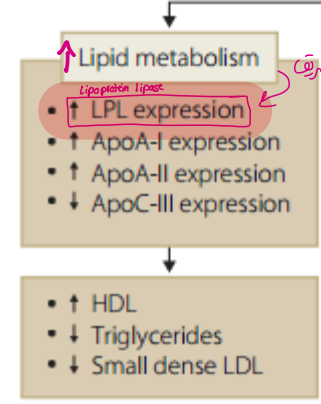 ↑ Lipid metabolism
Lipoprotein lipase
• ↑ LPL expression
• ↑ ApoA-I expression
• ↑ ApoA-II expression
• ↓ ApoC-III expression
• ↑ HDL
• ↓ Triglycerides
• ↓ Small dense LDL